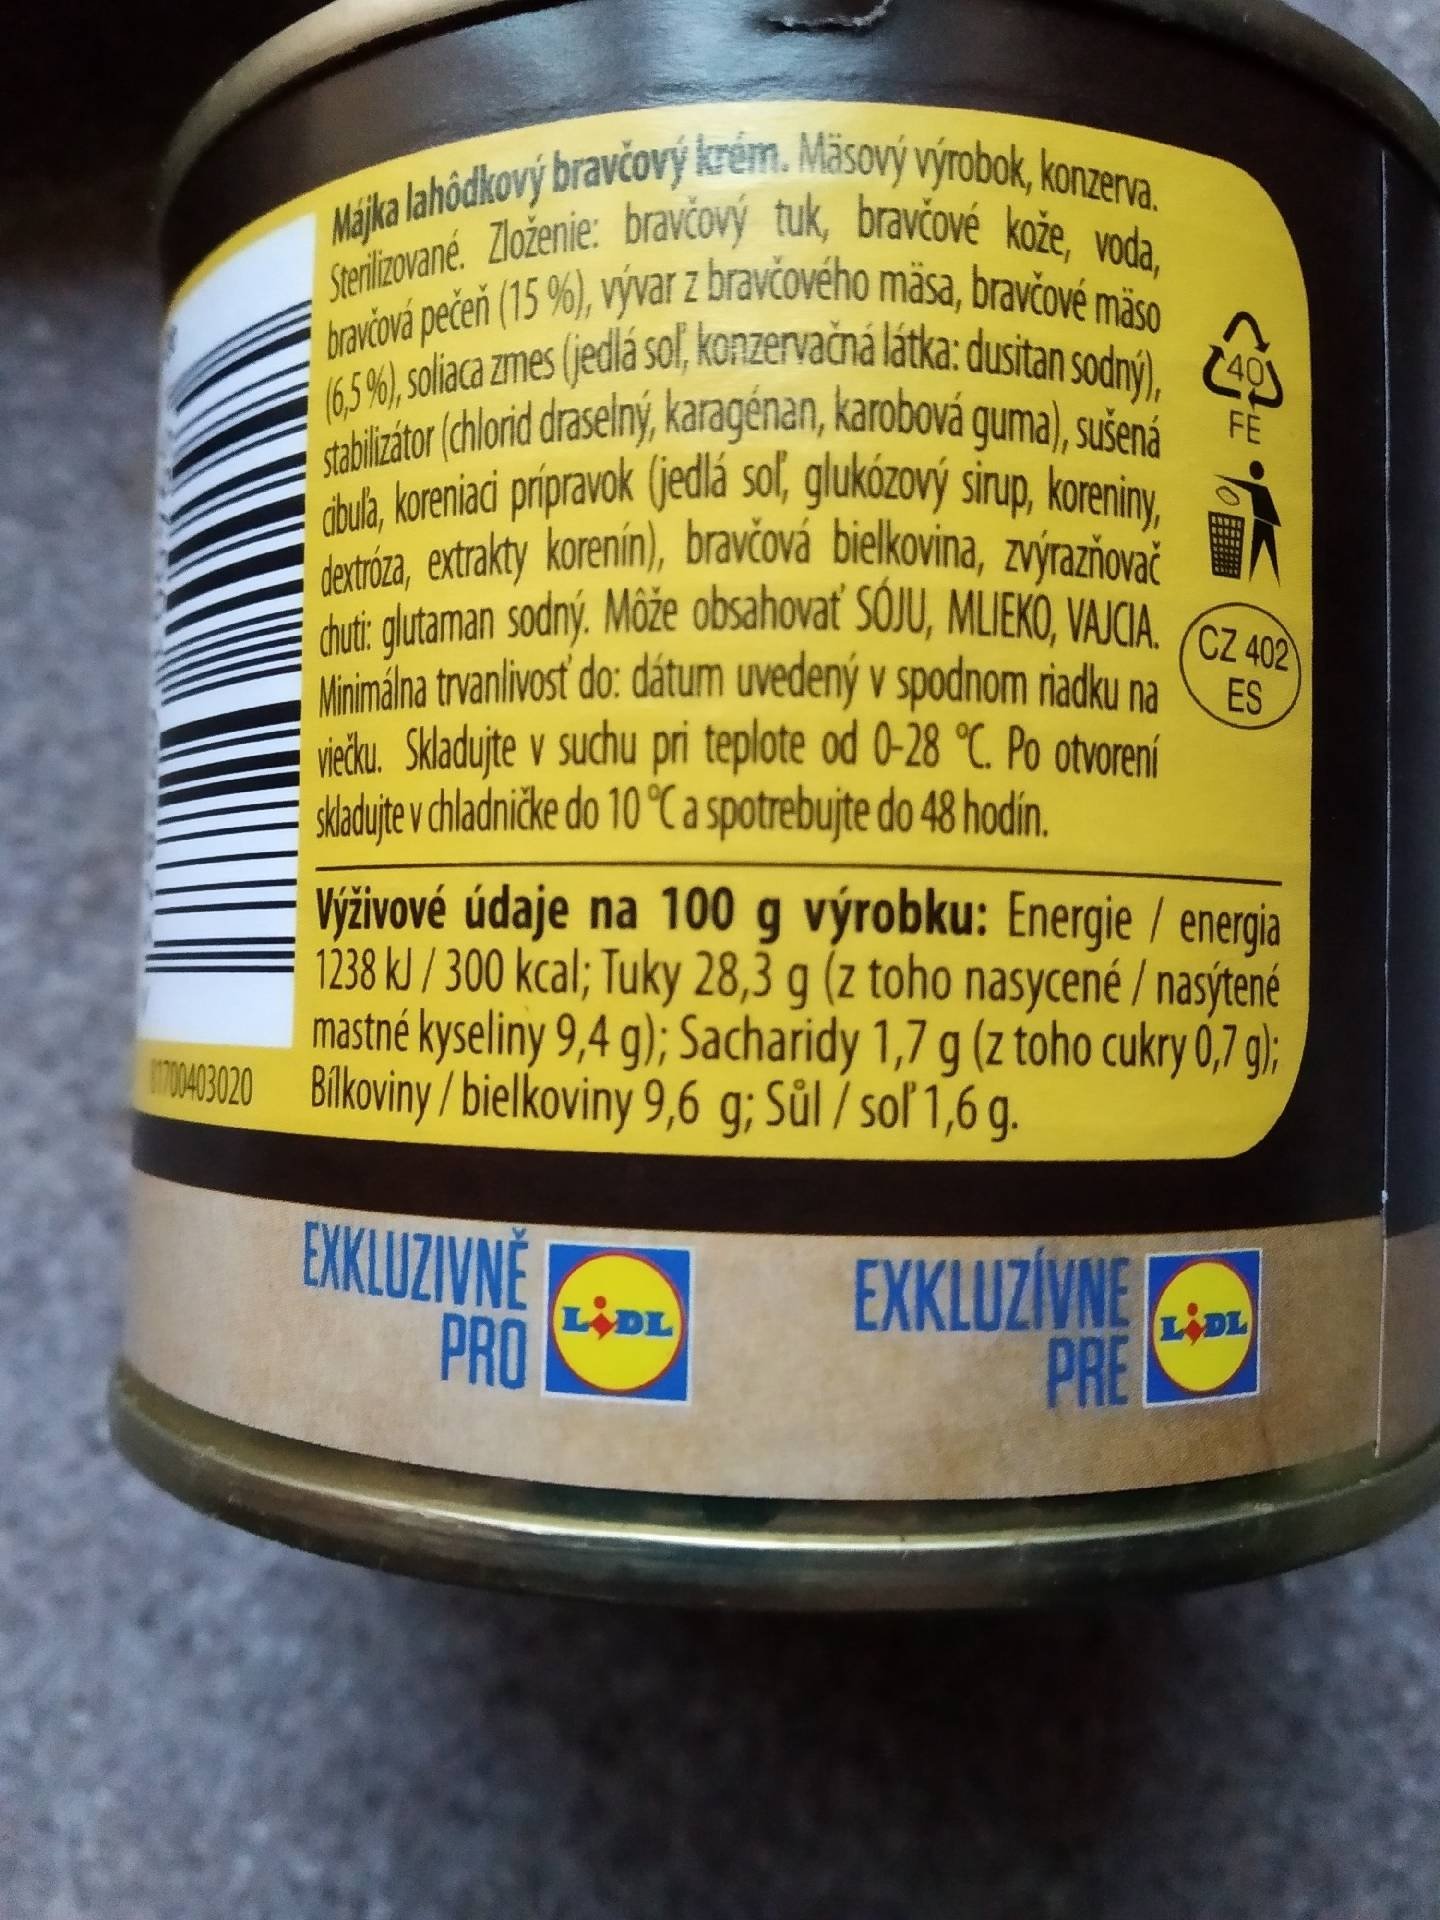 Májka lahôdkový bravčový krém. Mäsový výrobok, konzerva.
Sterilizované. Zloženie: bravčový tuk, bravčové kože, voda,
bravčová pečeň (15 %), vývar z bravčového mäsa, bravčové mäso
(6,5 %), soliaca zmes (jedlá soľ, konzervačná látka: dusitan sodný),
stabilizátor (chlorid draselný, karagénan, karobová guma), sušená
cibuľa, koreniaci prípravok (jedlá soľ, glukózový sirup, koreniny,
dextróza, extrakty korenín), bravčová bielkovina, zvýrazňovač
chuti: glutaman sodný. Môže obsahovať SÓJU, MLIEKO, VAJCIA.
Minimálna trvanlivosť do: dátum uvedený v spodnom riadku na
viečku. Skladujte v suchu pri teplote od 0-28 °C. Po otvorení
skladujte v chladničke do 10 °C a spotrebujte do 48 hodín.
40
FE
CZ 402
ES
Výživové údaje na 100 g výrobku: Energie / energia
1238 kJ / 300 kcal; Tuky 28,3 g (z toho nasycené / nasýtené
mastné kyseliny 9,4 g); Sacharidy 1,7 g (z toho cukry 0,7 g);
Bílkoviny / bielkoviny 9,6 g; Sůl / soľ 1,6 g.
EXKLUZIVNĚ
PRO
LIDL
EXKLUZÍVNE
PRE
LIDL